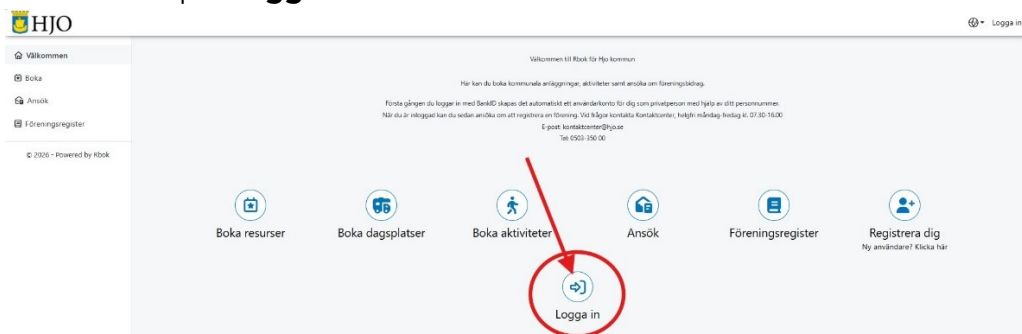 HJO
Logga in
Välkommen
Boka
Ansök
Föreningsregister
© 2026 - Powered by Rbok
Välkommen till Rbok för Hjo kommun
Här kan du boka kommunala anläggningar, aktiviteter samt ansöka om föreningsbidrag.
Första gången du loggar in med BankID skapas det automatiskt ett användarkonto för dig som privatperson med hjälp av ditt personnummer.
När du är inloggad kan du sedan ansöka om att registrera en förening. Vid frågor kontakta Kontaktcenter, helgfri måndag-fredag kl. 07.30-16.00
E-post: kontaktcenter@hjo.se
Tel: 0503-350 00
Boka resurser
Boka dagsplatser
Boka aktiviteter
Ansök
Föreningsregister
Registrera dig
Ny användare? Klicka här
Logga in